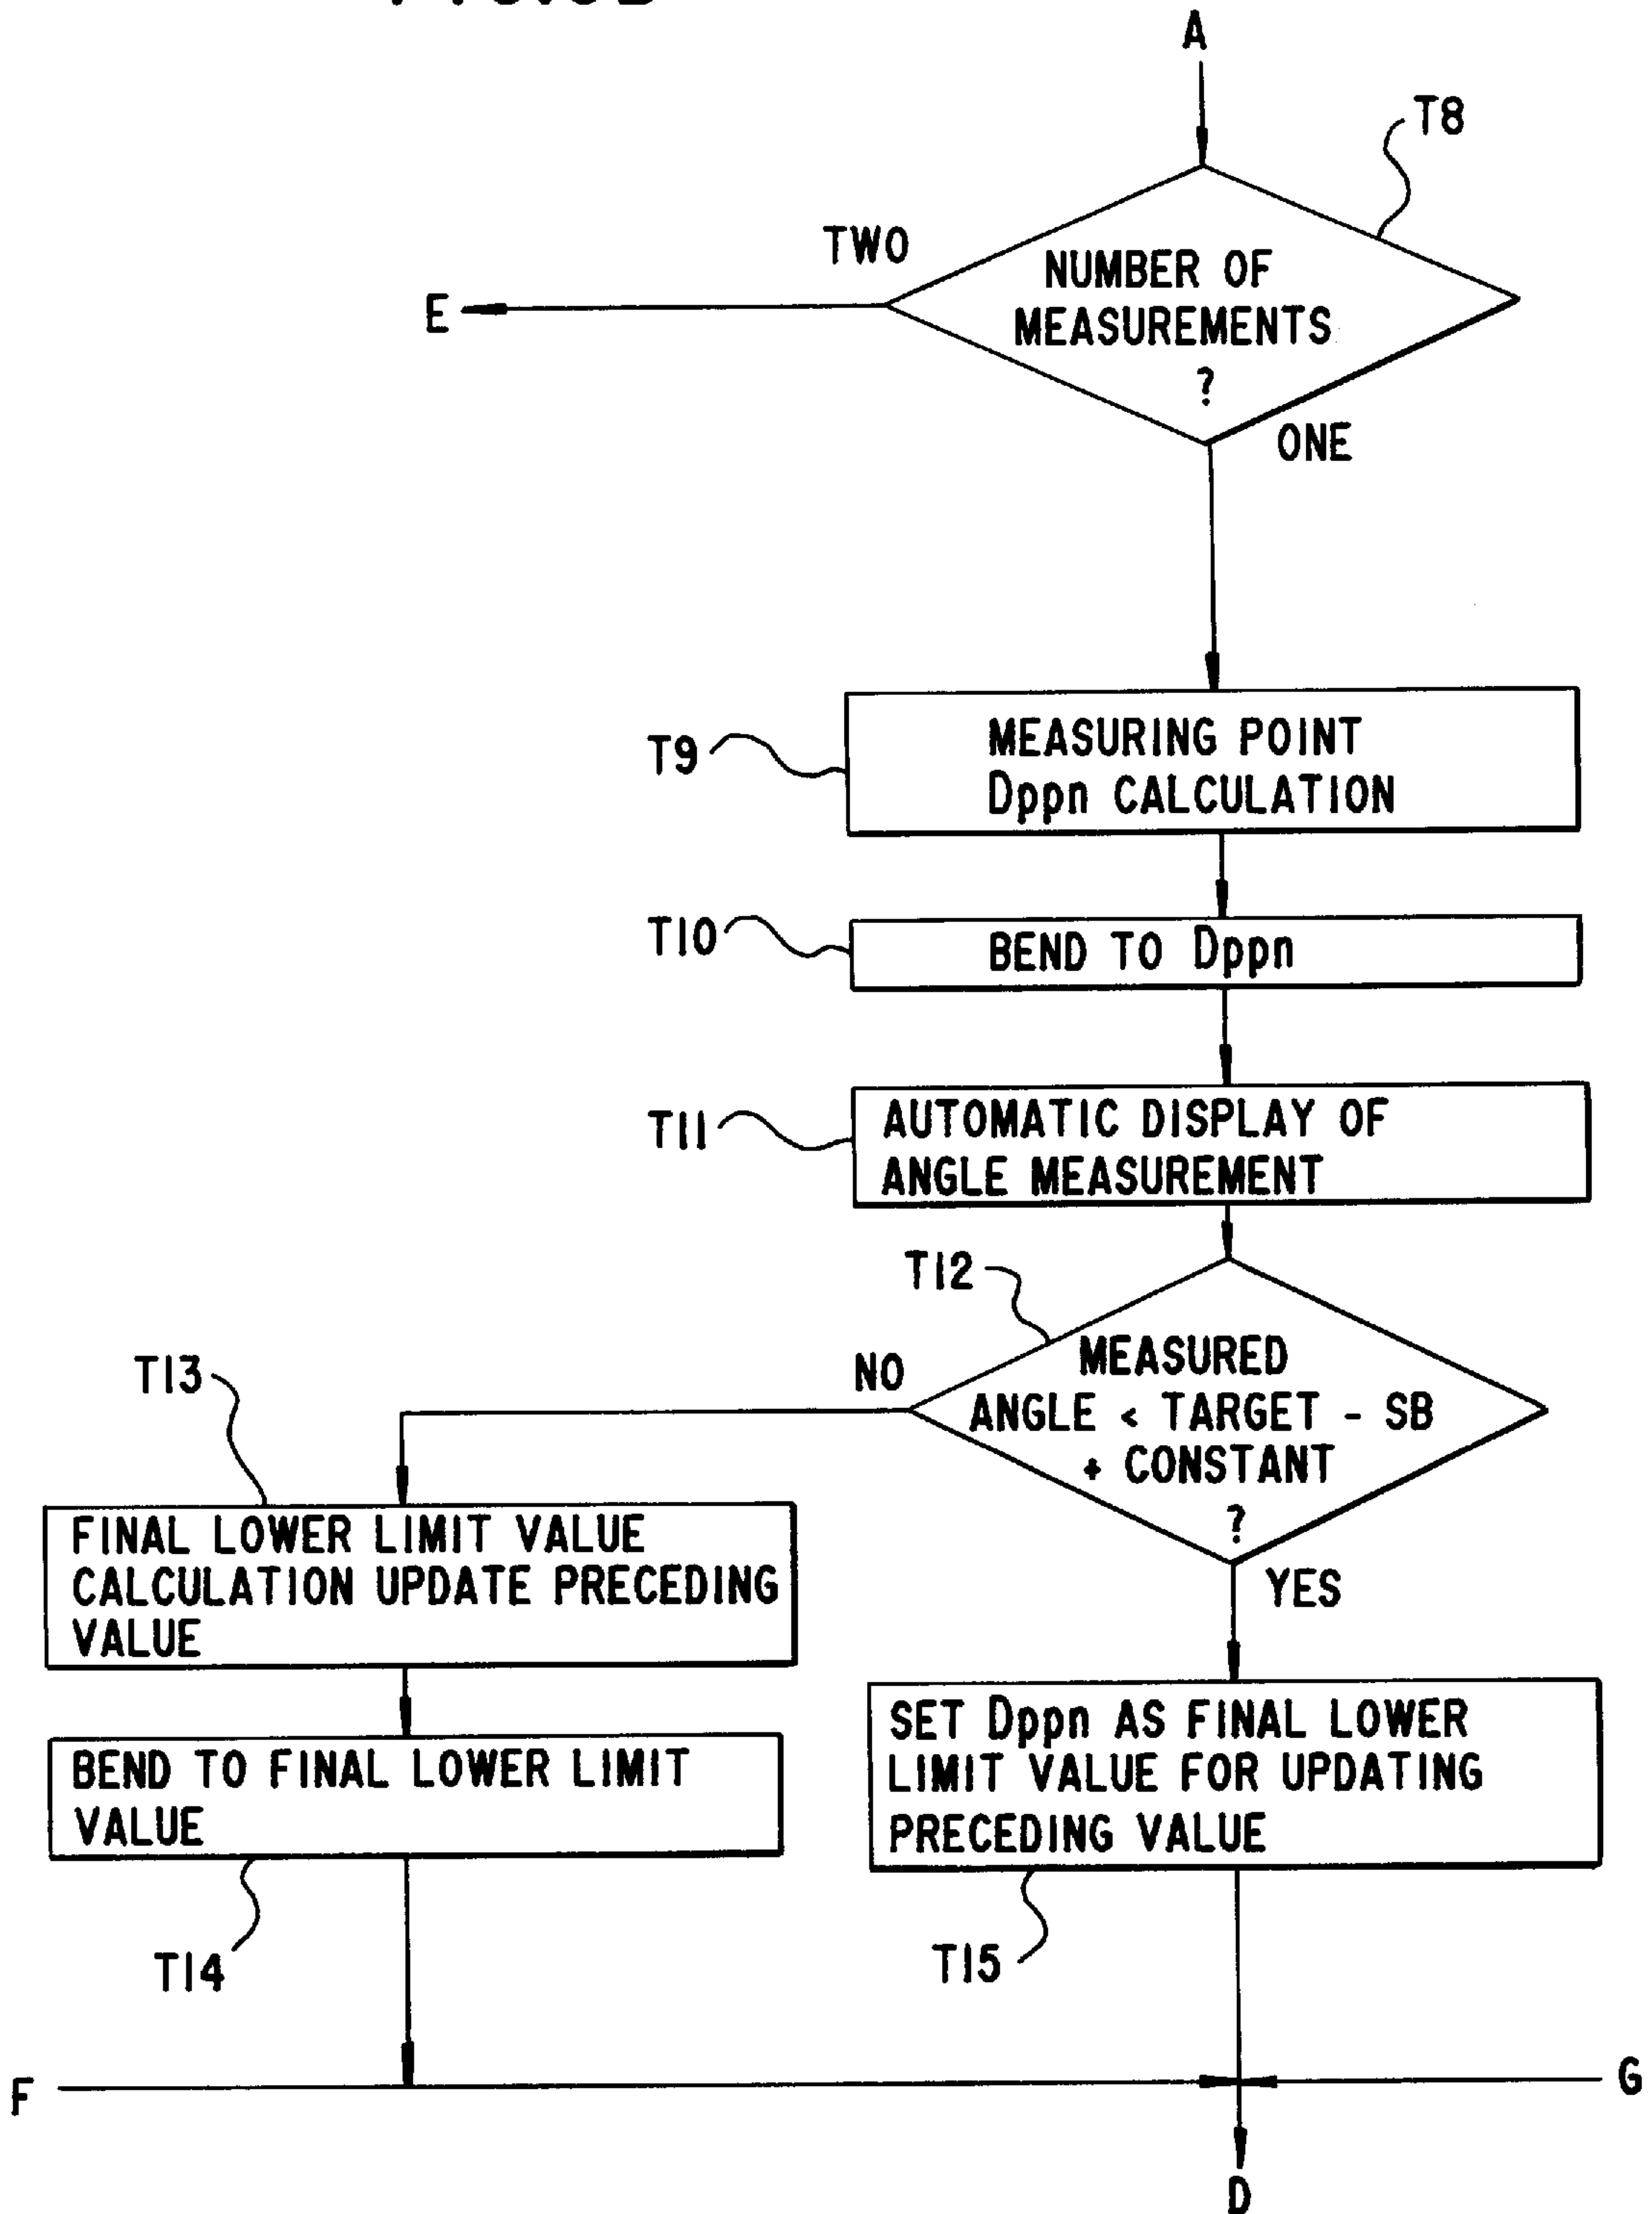 A
T8
TWO
NUMBER OF
MEASUREMENTS
?
E
ONE
T9
MEASURING POINT
Dppn CALCULATION
T10
BEND TO Dppn
T11
AUTOMATIC DISPLAY OF
ANGLE MEASUREMENT
T12
MEASURED
ANGLE < TARGET - SB
+ CONSTANT
?
NO
YES
T13
FINAL LOWER LIMIT VALUE
CALCULATION UPDATE PRECEDING
VALUE
BEND TO FINAL LOWER LIMIT
VALUE
T14
SET Dppn AS FINAL LOWER
LIMIT VALUE FOR UPDATING
PRECEDING VALUE
T15
F
G
D